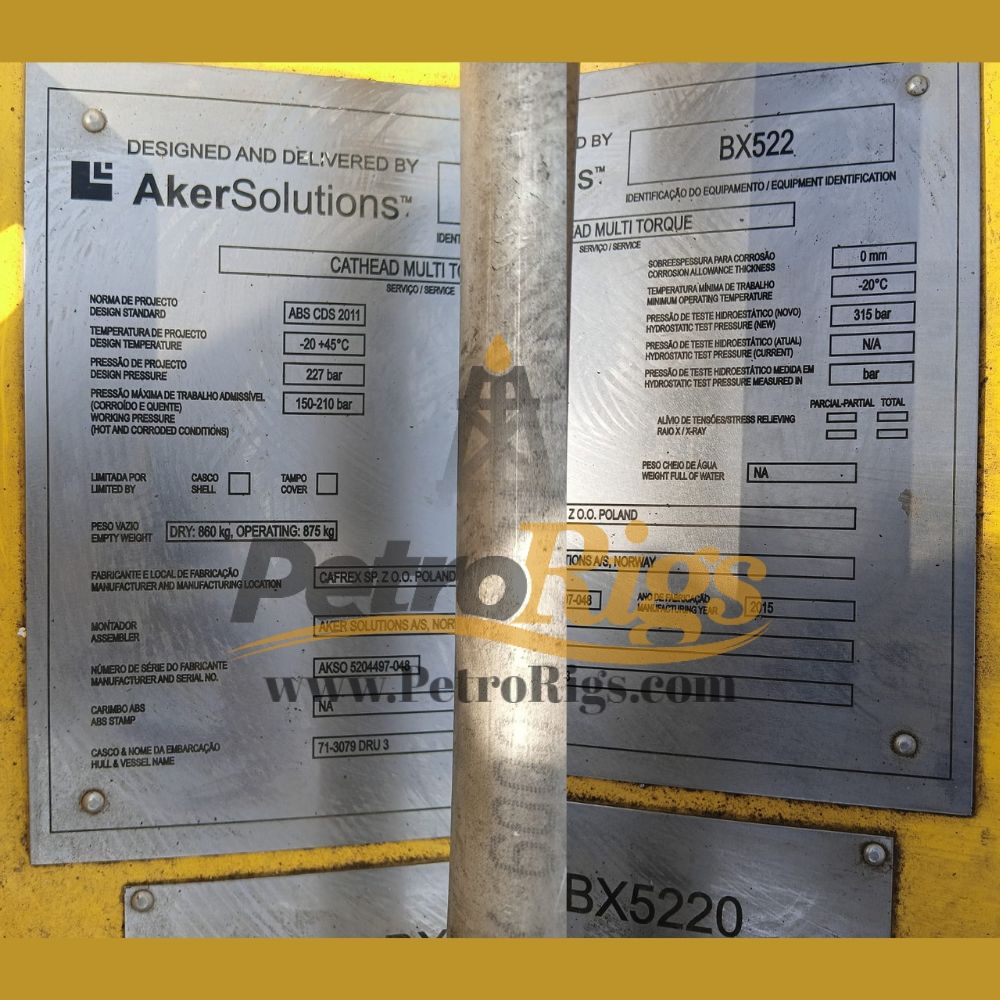 DESIGNED AND DELIVERED BY
AkerSolutions™
IDENT
CATHEAD MULTI TO
SERVIÇO / SERVICE
NORMA DE PROJECTO
DESIGN STANDARD
ABS CDS 2011
TEMPERATURA DE PROJECTO
DESIGN TEMPERATURE
-20 +45°C
PRESSÃO DE PROJECTO
DESIGN PRESSURE
227 bar
PRESSÃO MÁXIMA DE TRABALHO ADMISSÍVEL
(CORROÍDO E QUENTE)
WORKING PRESSURE
(HOT AND CORRODED CONDITIONS)
150-210 bar
LIMITADA POR
LIMITED BY
CASCO
SHELL
TAMPO
COVER
PESO VAZIO
EMPTY WEIGHT
DRY: 860 kg, OPERATING: 875 kg
FABRICANTE E LOCAL DE FABRICAÇÃO
MANUFACTURER AND MANUFACTURING LOCATION
CAFREX SP, Z O.O. POLAND
MONTADOR
ASSEMBLER
AKER SOLUTIONS A/S, NOR
NÚMERO DE SÉRIE DO FABRICANTE
MANUFACTURER AND SERIAL NO.
AKSO 5204497-048
CARIMBO ABS
ABS STAMP
NA
CASCO & NOME DA EMBARCAÇÃO
HULL & VESSEL NAME
71-3079 DRU 3
D BY
S™
BX522
IDENTIFICAÇÃO DO EQUIPAMENTO / EQUIPMENT IDENTIFICATION
AD MULTI TORQUE
SERVIÇO / SERVICE
SOBREESPESSURA PARA CORROSÃO
CORROSION ALLOWANCE THICKNESS
0 mm
TEMPERATURA MÍNIMA DE TRABALHO
MINIMUM OPERATING TEMPERATURE
-20°C
PRESSÃO DE TESTE HIDROESTÁTICO (NOVO)
HYDROSTATIC TEST PRESSURE (NEW)
315 bar
PRESSÃO DE TESTE HIDROESTÁTICO (ATUAL)
HYDROSTATIC TEST PRESSURE (CURRENT)
N/A
PRESSÃO DE TESTE HIDROESTÁTICO MEDIDA EM
HYDROSTATIC TEST PRESSURE MEASURED IN
bar
PARCIAL-PARTIAL TOTAL
ALÍVIO DE TENSÕES/STRESS RELIEVING
RAIO X / X-RAY
PESO CHEIO DE ÁGUA
WEIGHT FULL OF WATER
NA
Z O.O. POLAND
TIONS A/S, NORWAY
97-048
ANO DE FABRICAÇÃO
MANUFACTURING YEAR
2015
PetroRigs
www.PetroRigs.com
BX5220